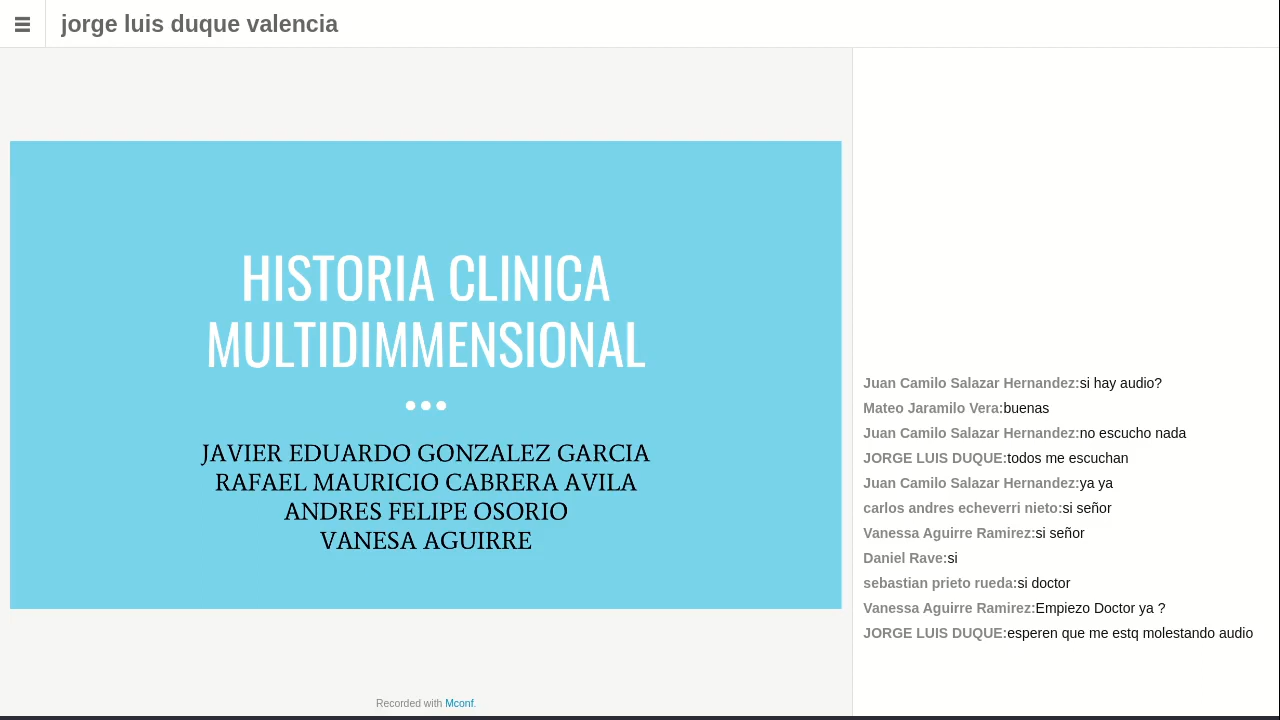 jorge luis duque valencia
HISTORIA CLINICA
MULTIDIMMENSIONAL
JAVIER EDUARDO GONZALEZ GARCIA
RAFAEL MAURICIO CABRERA AVILA
ANDRES FELIPE OSORIO
VANESA AGUIRRE
Recorded with Mconf.
Juan Camilo Salazar Hernandez:si hay audio?
Mateo Jaramilo Vera:buenas
Juan Camilo Salazar Hernandez:no escucho nada
JORGE LUIS DUQUE:todos me escuchan
Juan Camilo Salazar Hernandez:ya ya
carlos andres echeverri nieto:si señor
Vanessa Aguirre Ramirez:si señor
Daniel Rave:si
sebastian prieto rueda:si doctor
Vanessa Aguirre Ramirez:Empiezo Doctor ya ?
JORGE LUIS DUQUE:esperen que me estq molestando audio